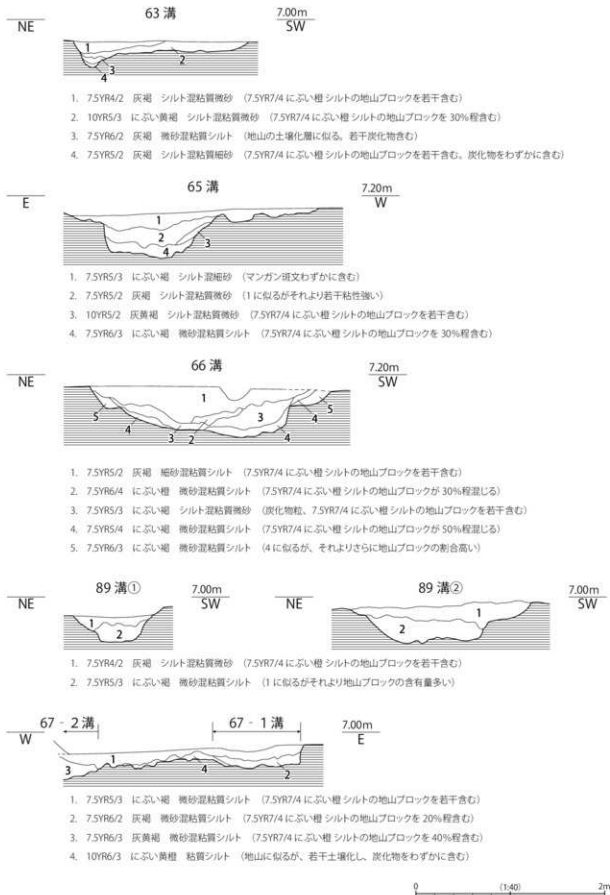 63 溝
NE
7.00m
SW
1
2
3
4
1. 7.5YR4/2 灰褐 シルト混粘質微砂 （7.5YR7/4 にぶい橙 シルトの地山ブロックを若干含む）
2. 10YR5/3 にぶい黄褐 シルト混粘質微砂 （7.5YR7/4 にぶい橙 シルトの地山ブロックを 30%程含む）
3. 7.5YR6/2 灰褐 微砂混粘質シルト （地山の土壌化層に似る。若干炭化物含む）
4. 7.5YR5/2 灰褐 シルト混粘質細砂 （7.5YR7/4 にぶい橙 シルトの地山ブロックを若干含む。炭化物をわずかに含む）
65 溝
E
7.20m
W
1
2
3
4
1. 7.5YR5/3 にぶい褐 シルト混細砂 （マンガン斑文わずかに含む）
2. 7.5YR5/2 灰褐 シルト混粘質微砂 （1 に似るがそれより若干粘性強い）
3. 10YR5/2 灰黄褐 シルト混粘質微砂 （7.5YR7/4 にぶい橙 シルトの地山ブロックを若干含む）
4. 7.5YR6/3 にぶい褐 微砂混粘質シルト （7.5YR7/4 にぶい橙 シルトの地山ブロックを 30%程含む）
66 溝
NE
7.20m
SW
1
5
4
3
2
3
4
4
5
1. 7.5YR5/2 灰褐 細砂混粘質シルト （7.5YR7/4 にぶい橙 シルトの地山ブロックを若干含む）
2. 7.5YR6/4 にぶい橙 微砂混粘質シルト （7.5YR7/4 にぶい橙 シルトの地山ブロックが 30%程混じる）
3. 7.5YR5/3 にぶい褐 シルト混粘質微砂 （炭化物粒、7.5YR7/4 にぶい橙 シルトの地山ブロックを若干含む）
4. 7.5YR5/4 にぶい褐 微砂混粘質シルト （7.5YR7/4 にぶい橙 シルトの地山ブロックが 50%程混じる）
5. 7.5YR6/3 にぶい褐 微砂混粘質シルト （4 に似るが、それよりさらに地山ブロックの割合高い）
89 溝①
NE
7.00m
SW
1
2
89 溝②
NE
7.00m
SW
1
2
1. 7.5YR4/2 灰褐 シルト混粘質微砂 （7.5YR7/4 にぶい橙 シルトの地山ブロックを若干含む）
2. 7.5YR5/3 にぶい褐 微砂混粘質シルト （1 に似るがそれより地山ブロックの含有量多い）
67 - 2 溝
67 - 1 溝
W
7.00m
E
1
3
4
2
1. 7.5YR5/3 にぶい褐 微砂混粘質シルト （7.5YR7/4 にぶい橙 シルトの地山ブロックを若干含む）
2. 7.5YR6/2 灰褐 微砂混粘質シルト （7.5YR7/4 にぶい橙 シルトの地山ブロックを 20%程含む）
3. 7.5YR6/3 灰黄褐 微砂混粘質シルト （7.5YR7/4 にぶい橙 シルトの地山ブロックを 40%程含む）
4. 10YR6/3 にぶい黄橙 粘質シルト （地山に似るが、若干土壌化し、炭化物をわずかに含む）
0
(1:40)
2m